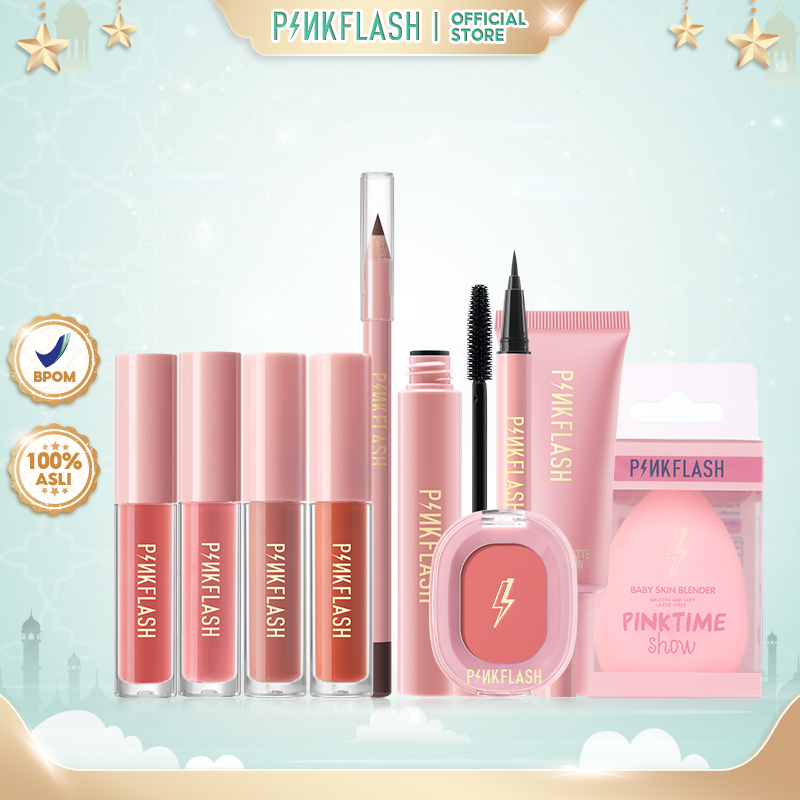 PINKFLASH | OFFICIAL STORE
BPOM
100%
ASLI
PINKFLASH
PINKFLASH
PINKFLASH
PINKFLASH
PINKFLASH
PINKFLASH
PINKFLASH
PINKFLASH
PINKFLASH
PINKFLASH
BABY SKIN BLENDER
SMOOTH AND SOFT
LATEX-FREE
PINKTIME
show